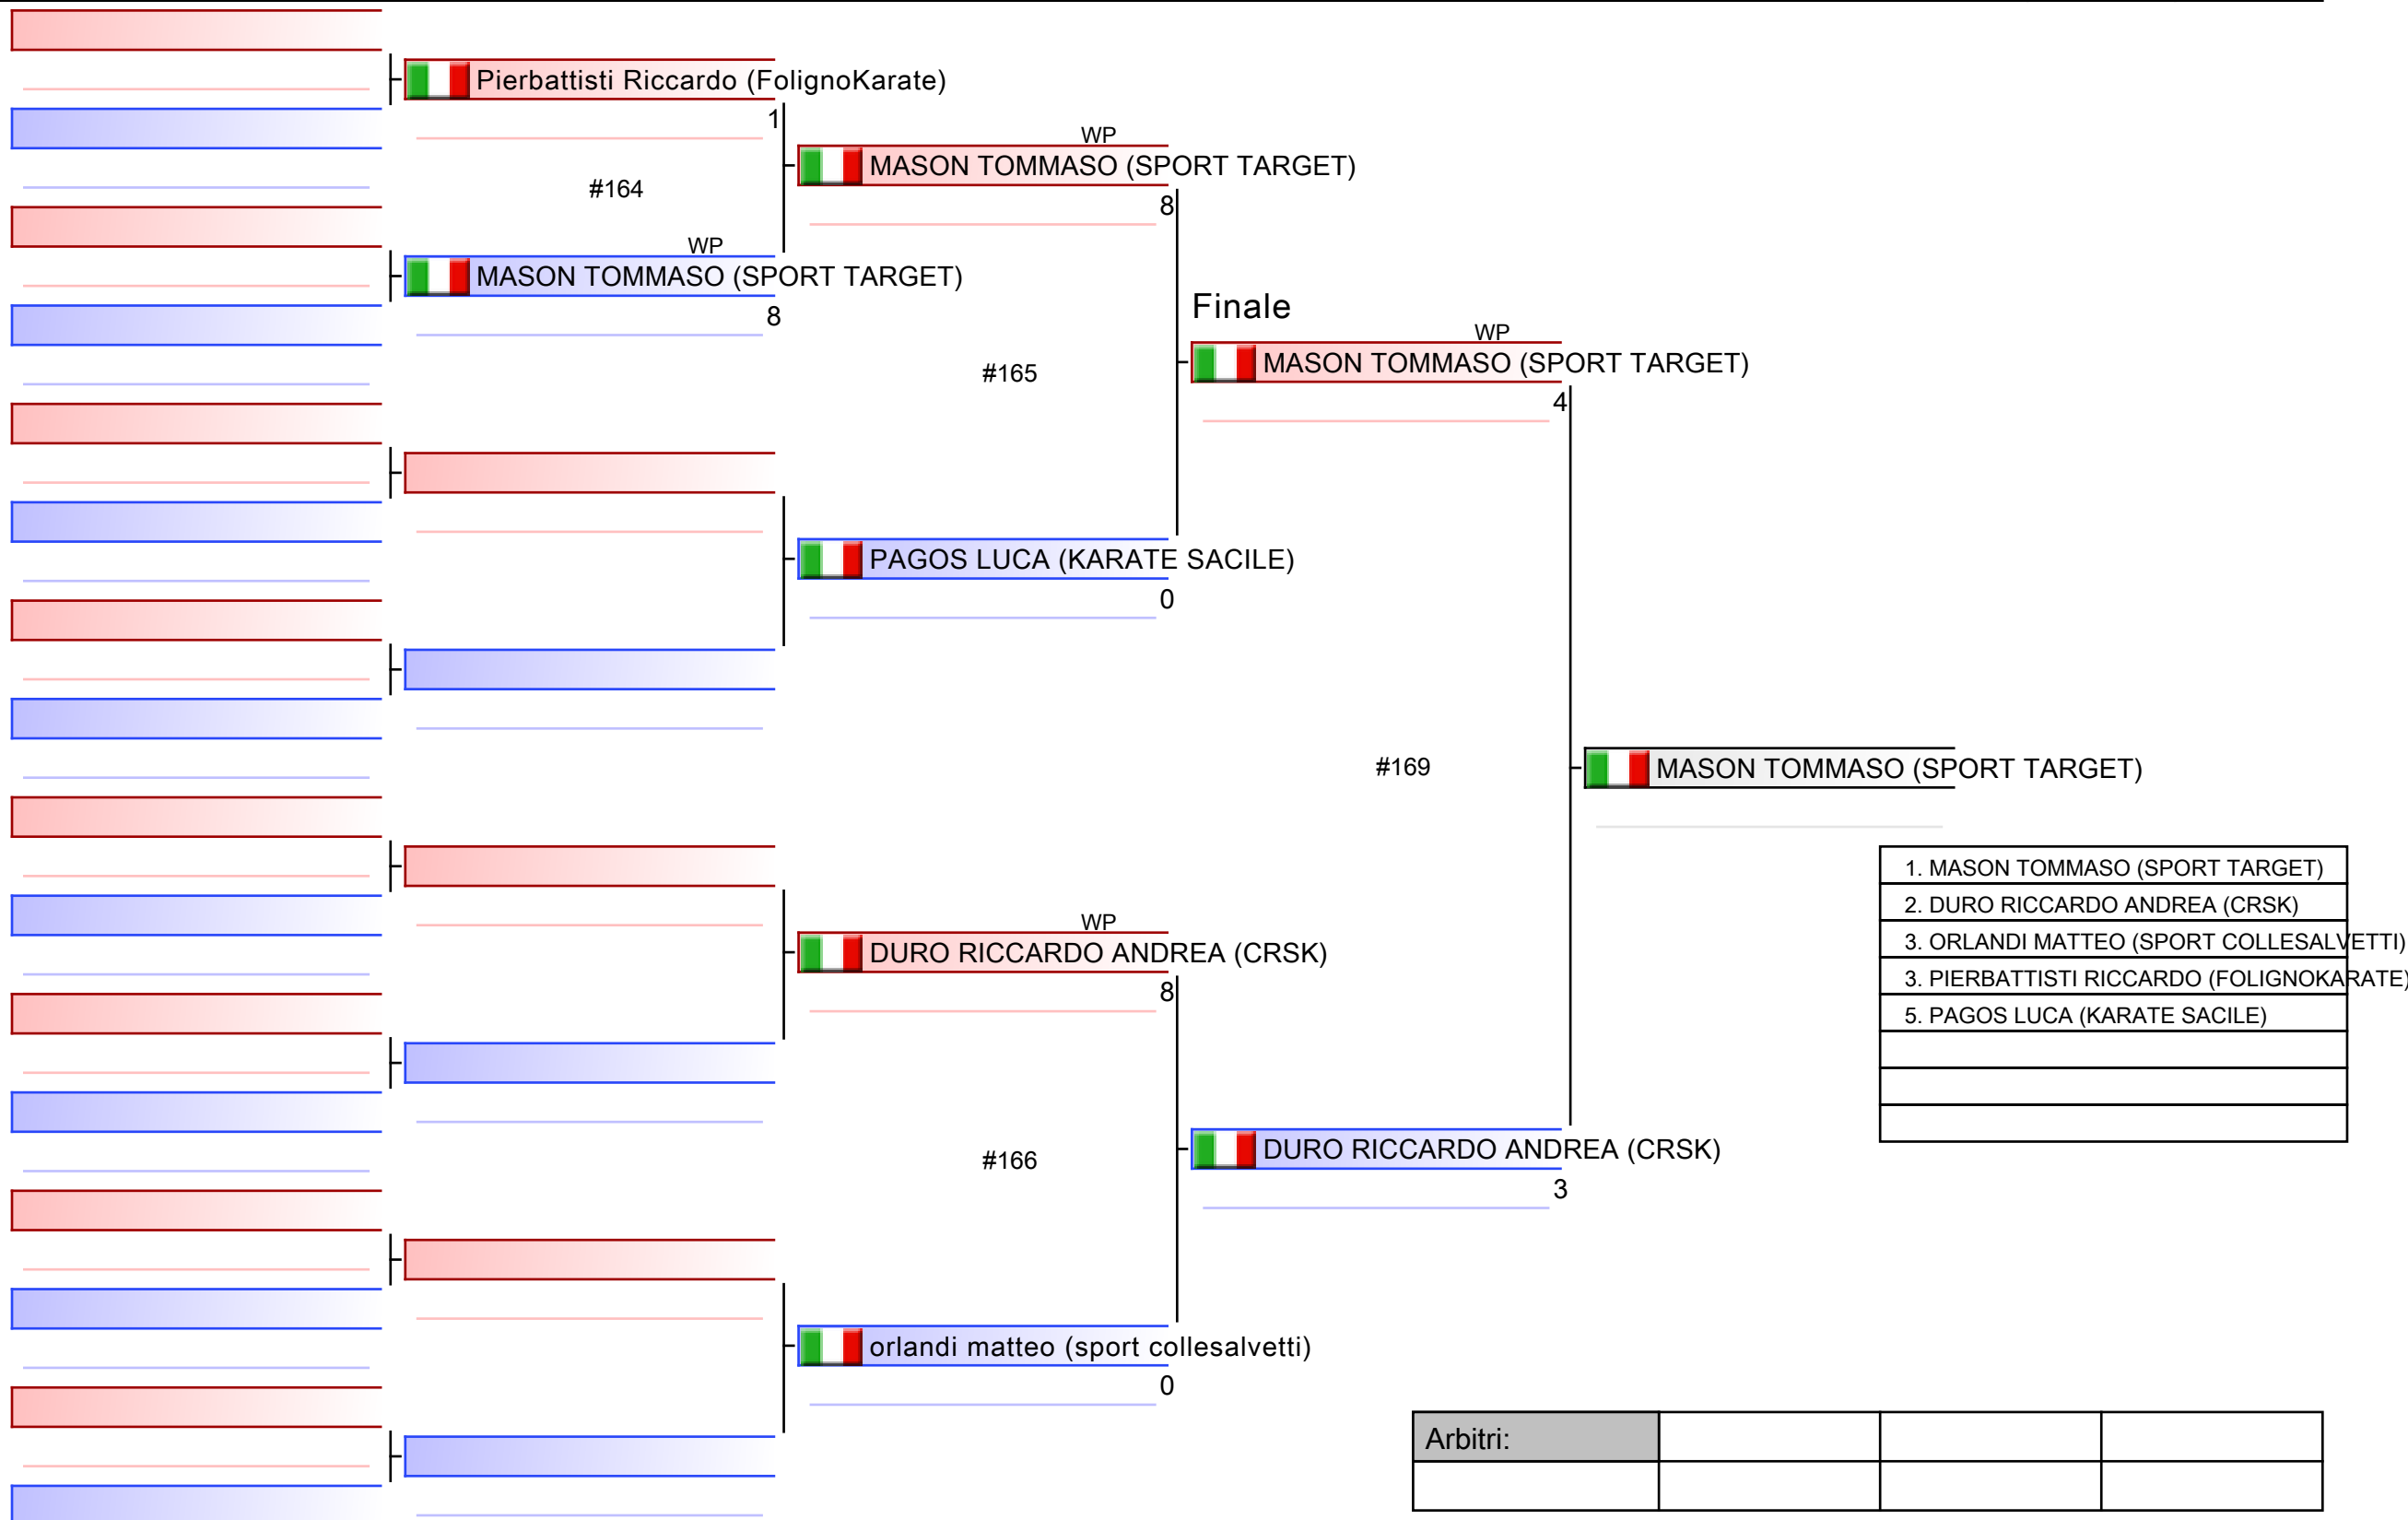 Pierbattisti Riccardo (FolignoKarate)
1
#164
WP
MASON TOMMASO (SPORT TARGET)
8
WP
MASON TOMMASO (SPORT TARGET)
8
#165
PAGOS LUCA (KARATE SACILE)
0
WP
DURO RICCARDO ANDREA (CRSK)
8
#166
orlandi matteo (sport collesalvetti)
0
Finale
WP
MASON TOMMASO (SPORT TARGET)
4
#169
DURO RICCARDO ANDREA (CRSK)
3
MASON TOMMASO (SPORT TARGET)
1. MASON TOMMASO (SPORT TARGET)
2. DURO RICCARDO ANDREA (CRSK)
3. ORLANDI MATTEO (SPORT COLLESALVETTI)
3. PIERBATTISTI RICCARDO (FOLIGNOKARATE)
5. PAGOS LUCA (KARATE SACILE)
Arbitri: